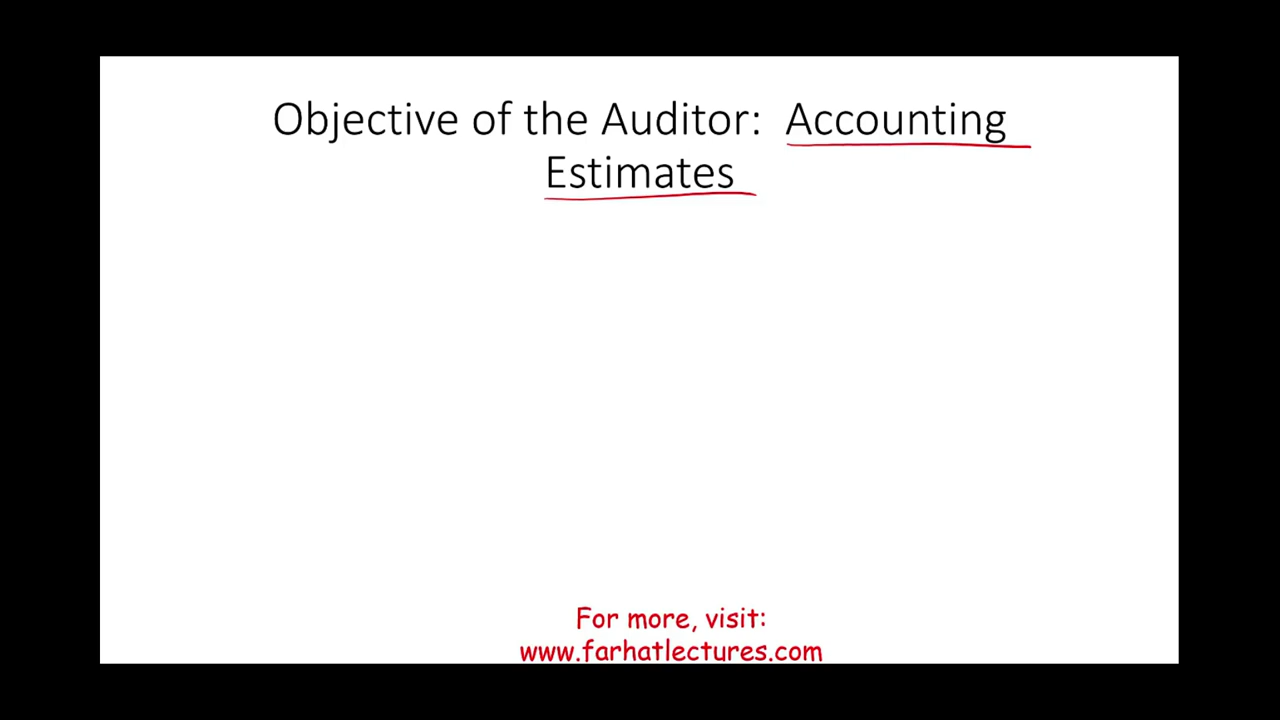 Objective of the Auditor: Accounting
Estimates
For more, visit:
www.farhatlectures.com